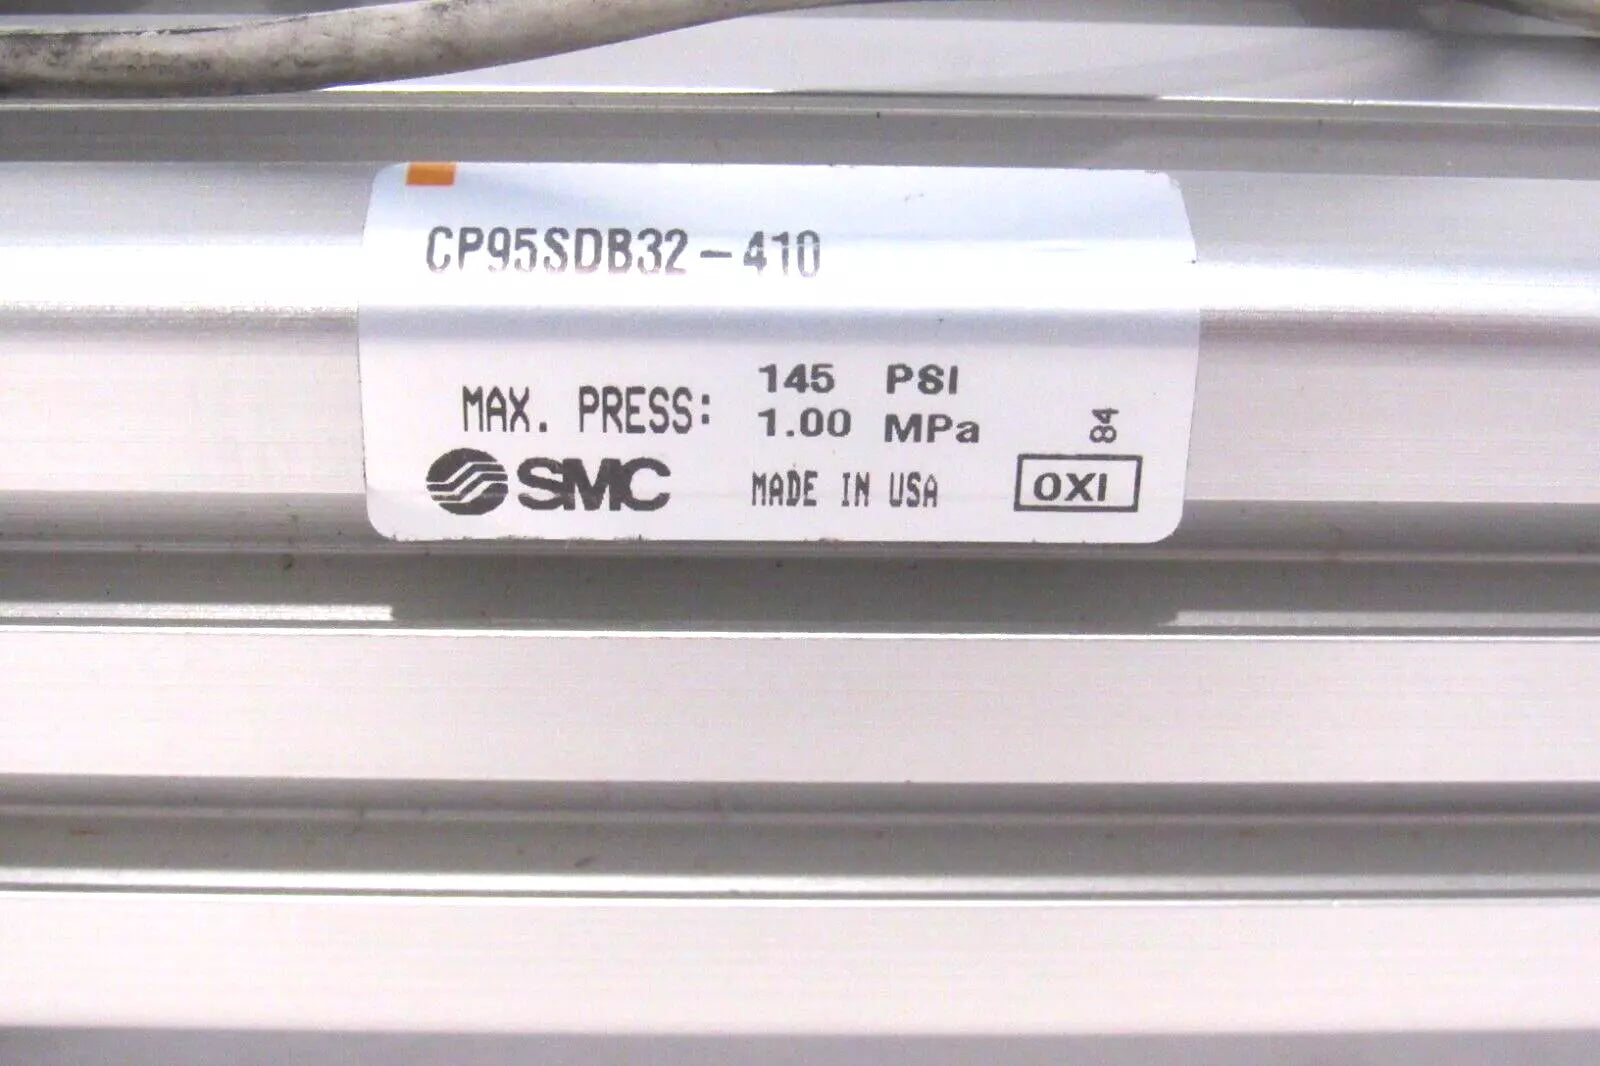 CP95SDB32-410
MAX. PRESS: 145 PSI
1.00 MPa
84
SMC MADE IN USA OXI